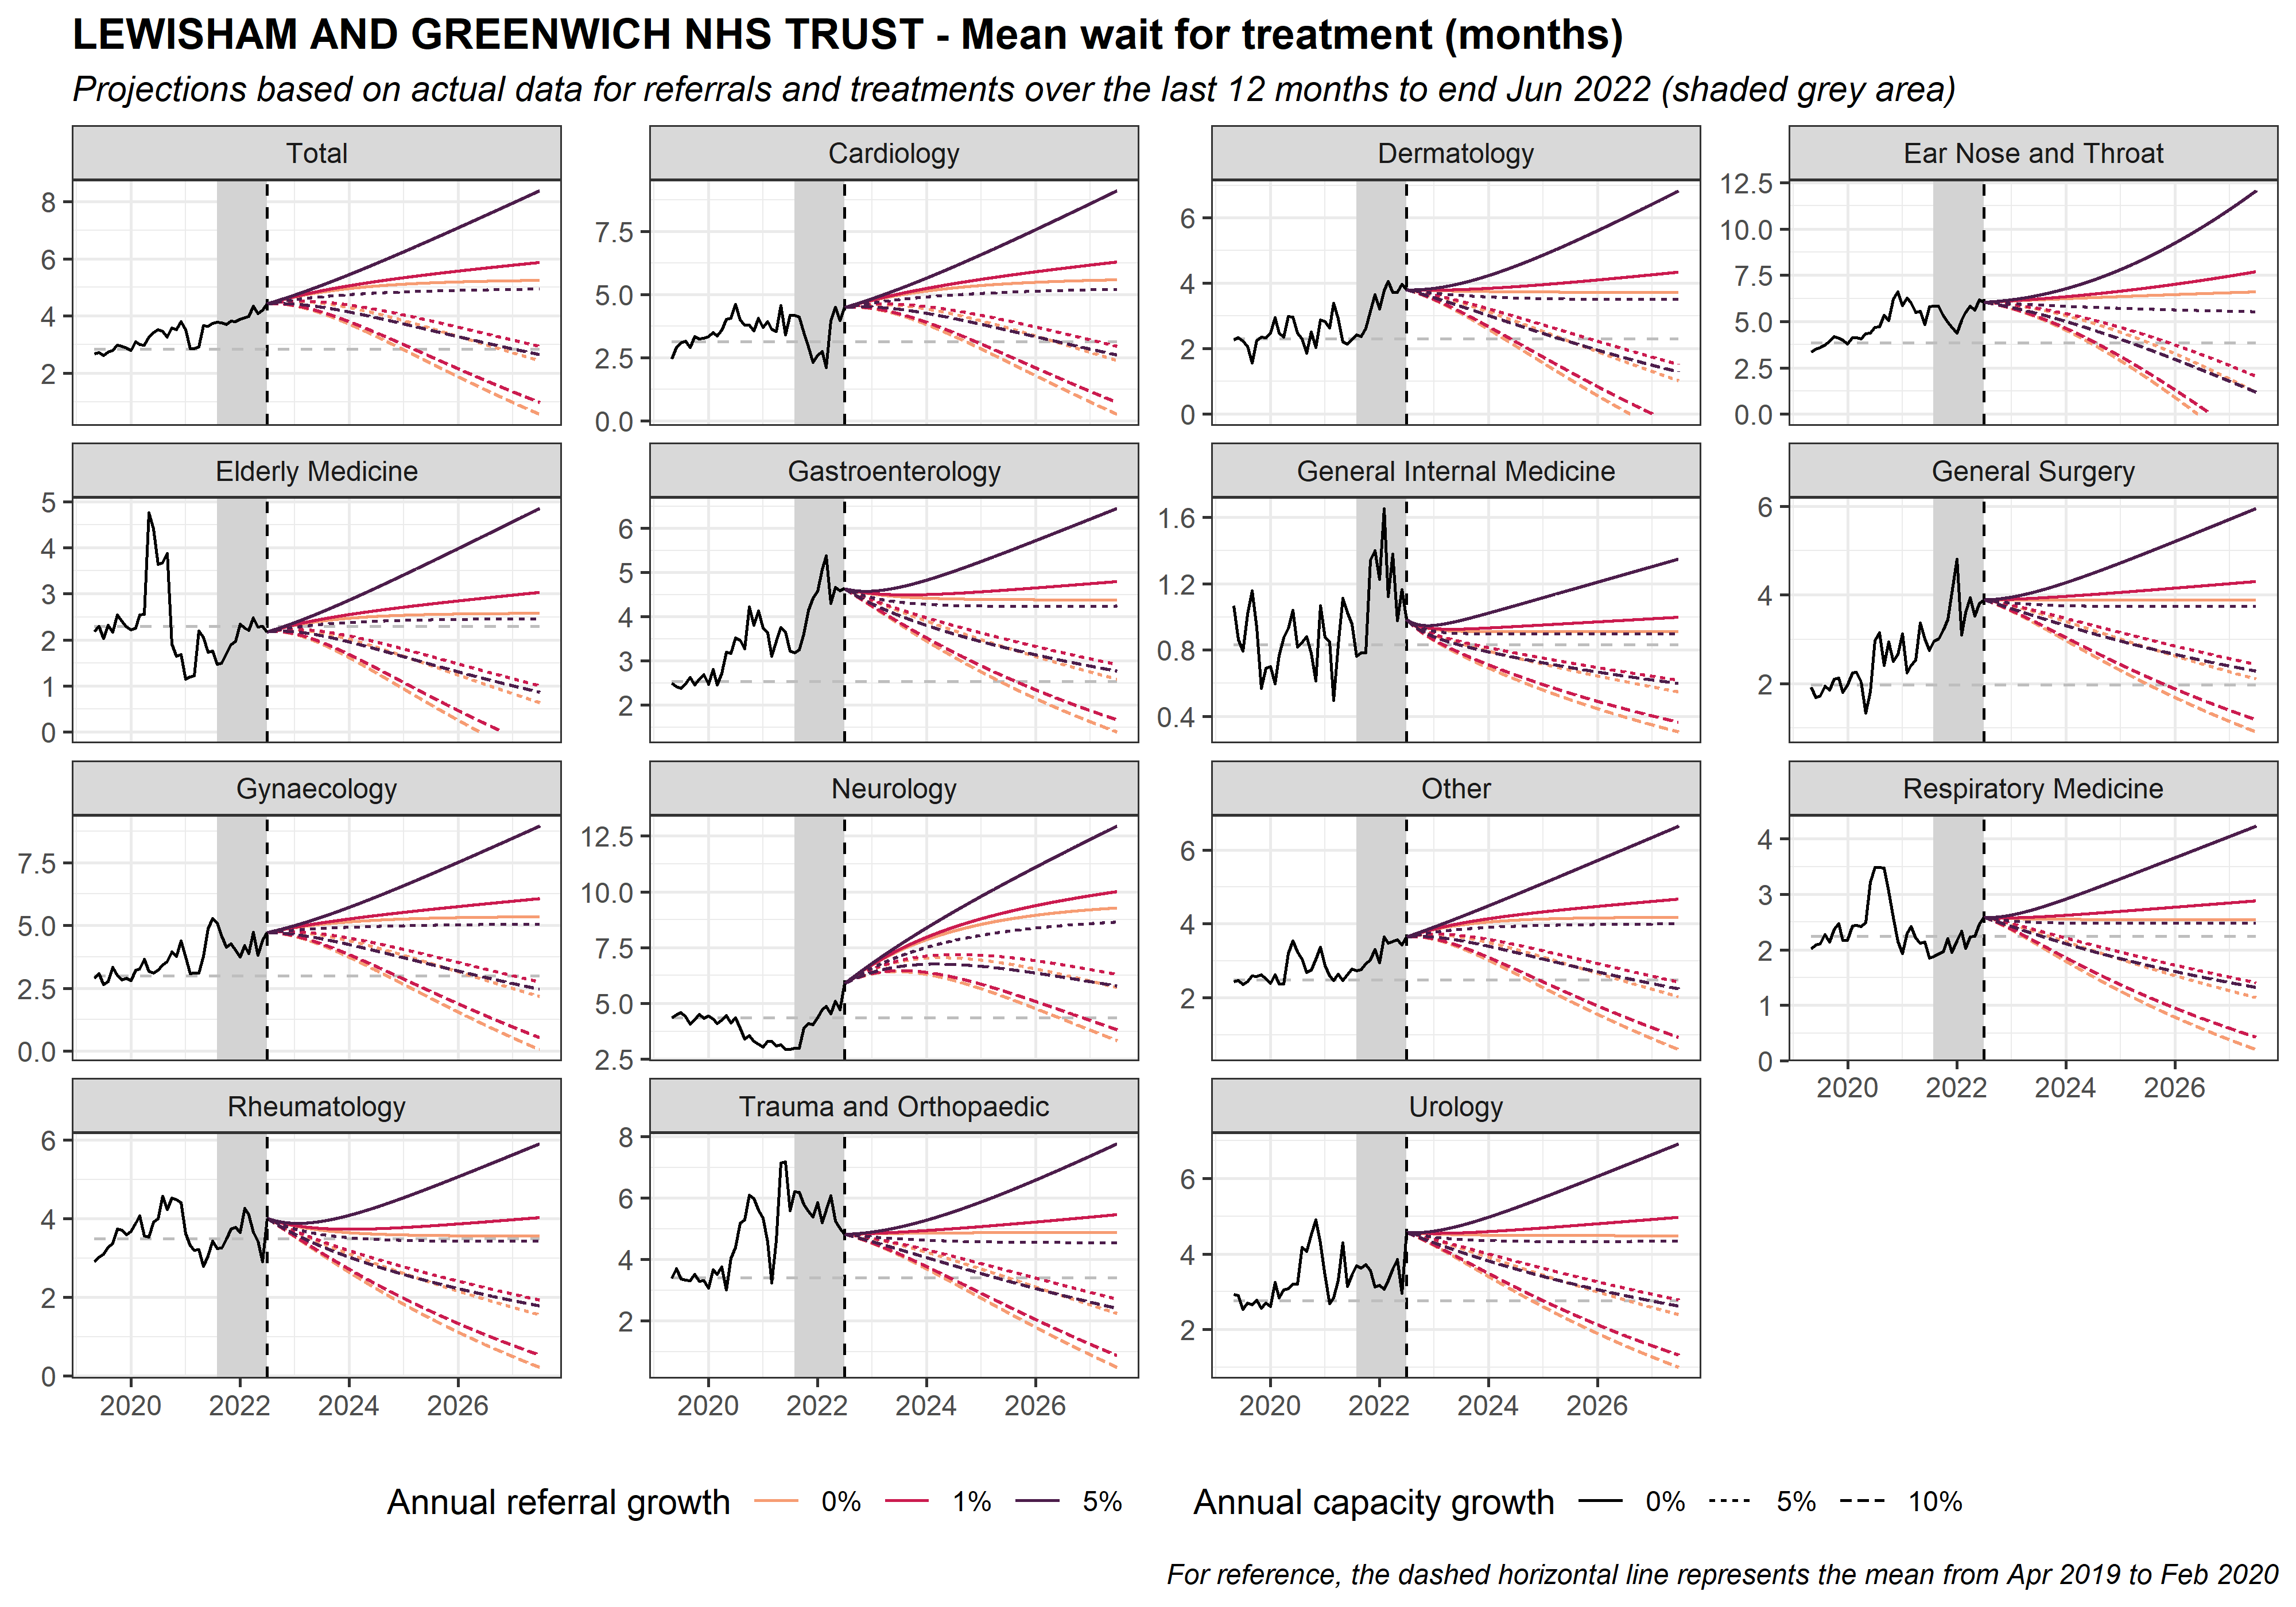 LEWISHAM AND GREENWICH NHS TRUST - Mean wait for treatment (months)
Projections based on actual data for referrals and treatments over the last 12 months to end Jun 2022 (shaded grey area)
Total
8
6
4
2
Cardiology
7.5
5.0
2.5
0.0
Dermatology
6
4
2
0
Ear Nose and Throat
12.5
10.0
7.5
5.0
2.5
0.0
Elderly Medicine
5
4
3
2
1
0
Gastroenterology
6
5
4
3
2
General Internal Medicine
1.6
1.2
0.8
0.4
General Surgery
6
4
2
Gynaecology
7.5
5.0
2.5
0.0
Neurology
12.5
10.0
7.5
5.0
2.5
Other
6
4
2
Respiratory Medicine
4
3
2
1
0
2020 2022 2024 2026
Rheumatology
6
4
2
0
2020 2022 2024 2026
Trauma and Orthopaedic
8
6
4
2
2020 2022 2024 2026
Urology
6
4
2
2020 2022 2024 2026
Annual referral growth 0% 1% 5%
Annual capacity growth 0% 5% 10%
For reference, the dashed horizontal line represents the mean from Apr 2019 to Feb 2020